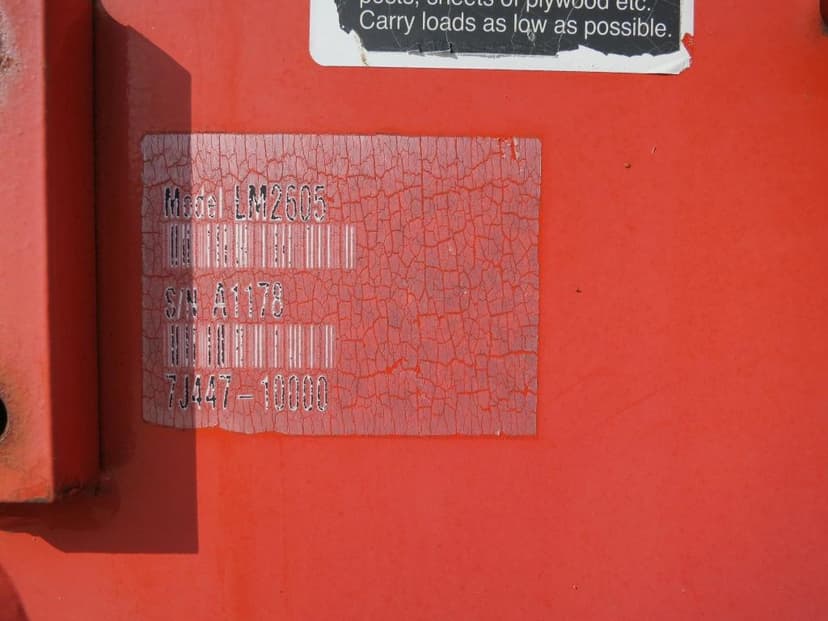 posts, sheets of plywood etc.
Carry loads as low as possible.
Model LM2605
S/N A1178
7J447-10000